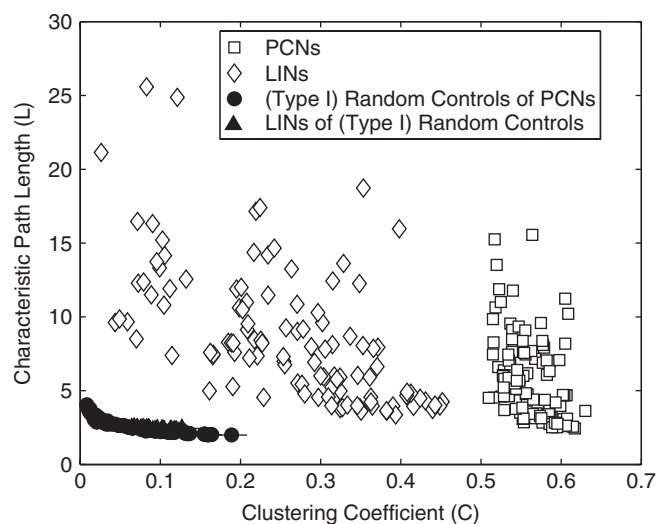 30
25
20
15
10
5
0
Characteristic Path Length (L)
PCNs
LINs
(Type I) Random Controls of PCNs
LINs of (Type I) Random Controls
0 0.1 0.2 0.3 0.4 0.5 0.6 0.7
Clustering Coefficient (C)